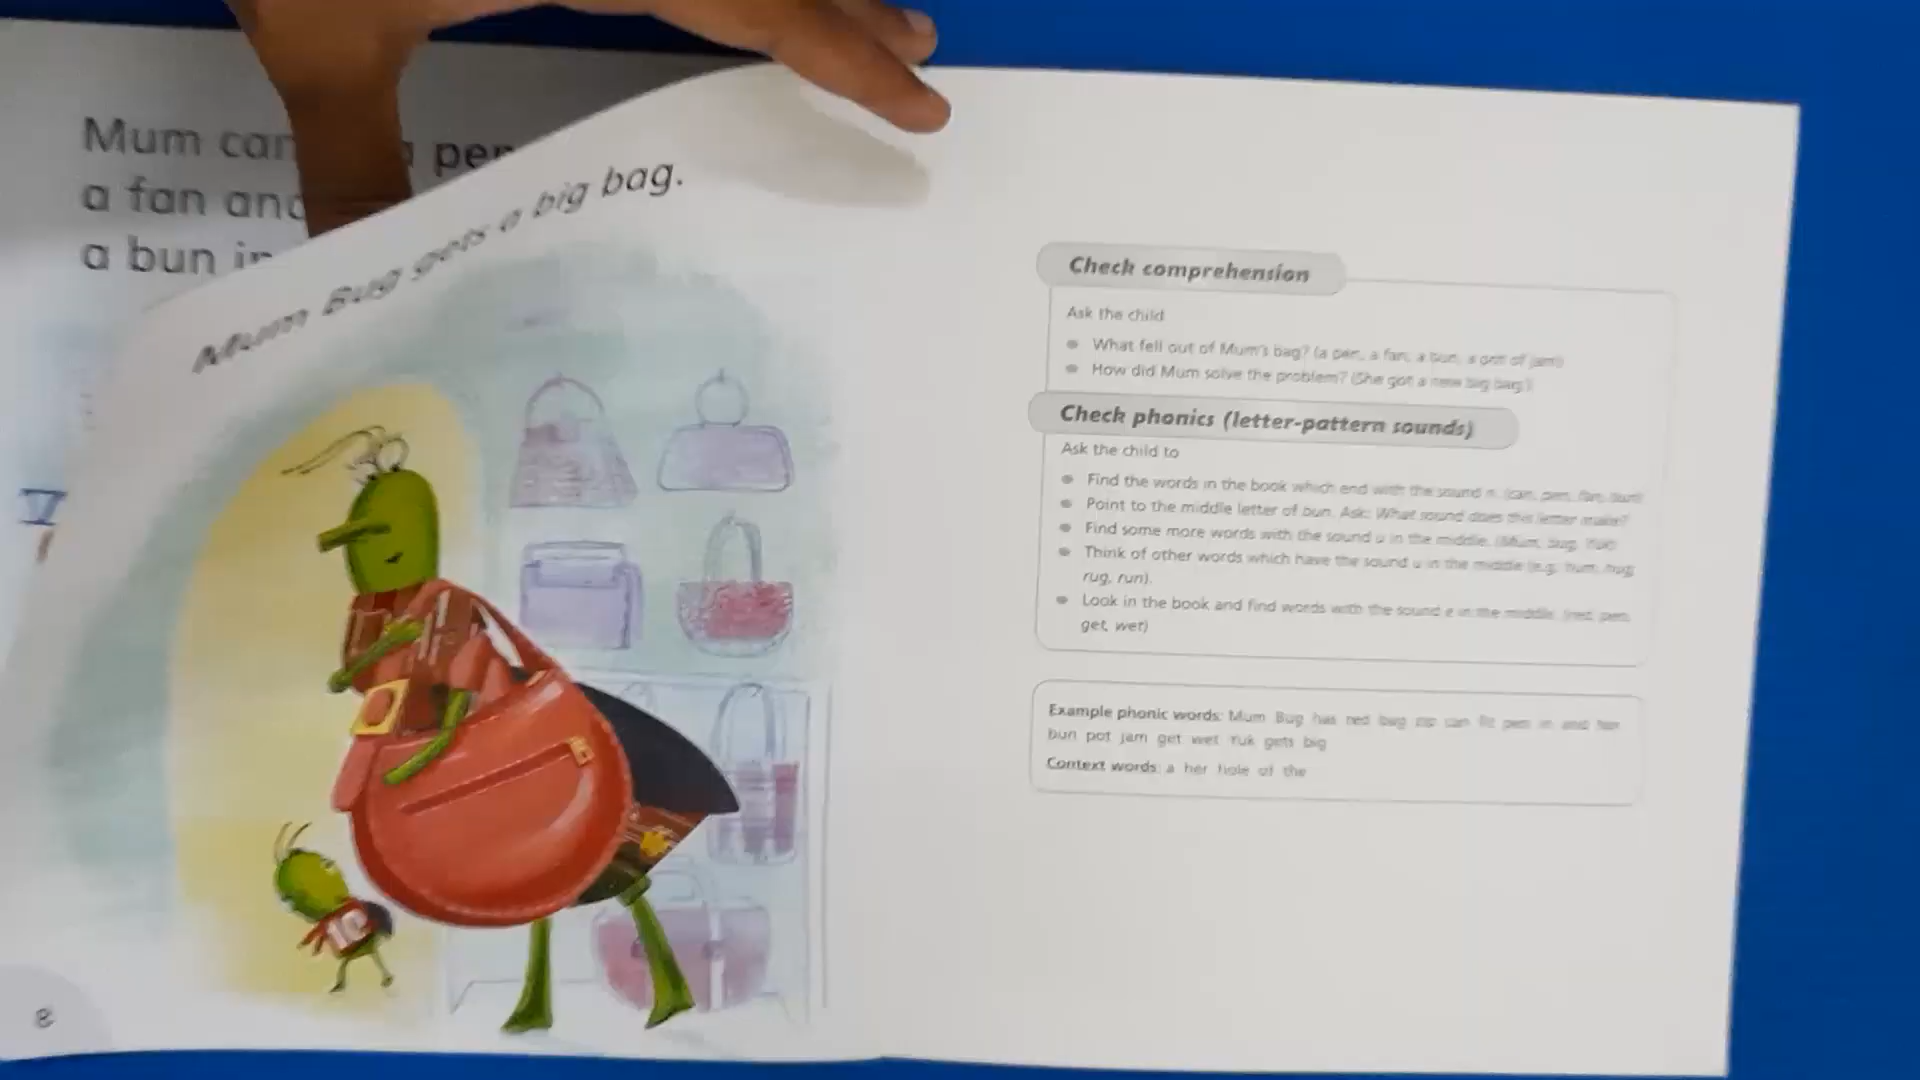 Mum can a pen
a fan and
a bun in
Mum Bug gets a big bag.
8
Check comprehension
Ask the child
What fell out of Mum's bag? (a pen, a fan, a bun, a pot of jam)
How did Mum solve the problem? (She got a new big bag.)
Check phonics (letter-pattern sounds)
Ask the child to
Find the words in the book which end with the sound n. (can, pen, fan, bun)
Point to the middle letter of bun. Ask: What sound does this letter make?
Find some more words with the sound u in the middle. (Mum, bug, Yuk)
Think of other words which have the sound u in the middle (e.g. hum, hug,
rug, run).
Look in the book and find words with the sound e in the middle. (red, pen,
get, wet)
Example phonic words: Mum Bug has red bag zip can fit pen in and fan
bun pot jam get wet Yuk gets big
Context words: a her hole of the